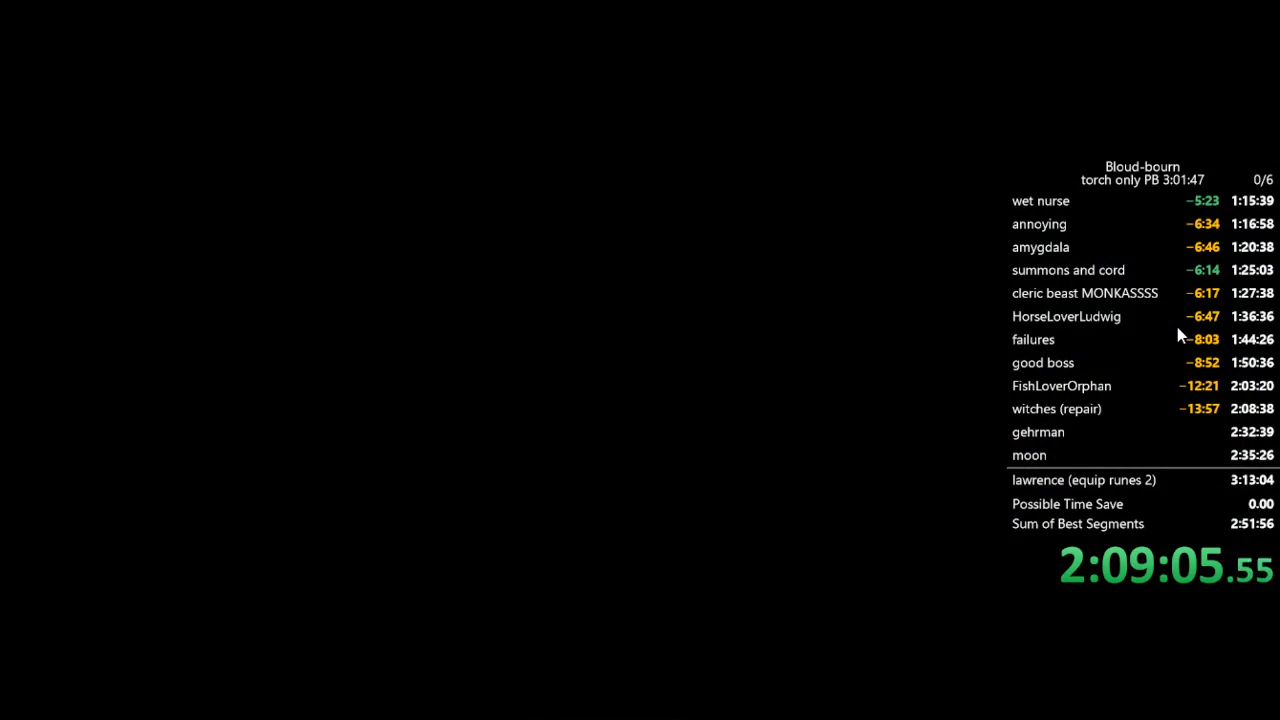 Bloud-bourn
torch only PB 3:01:47 0/6
wet nurse −5:23 1:15:39
annoying −6:34 1:16:58
amygdala −6:46 1:20:38
summons and cord −6:14 1:25:03
cleric beast MONKASSSS −6:17 1:27:38
HorseLoverLudwig −6:47 1:36:36
failures −8:03 1:44:26
good boss −8:52 1:50:36
FishLoverOrphan −12:21 2:03:20
witches (repair) −13:57 2:08:38
gehrman 2:32:39
moon 2:35:26
lawrence (equip runes 2) 3:13:04
Possible Time Save 0.00
Sum of Best Segments 2:51:56
2:09:05.55